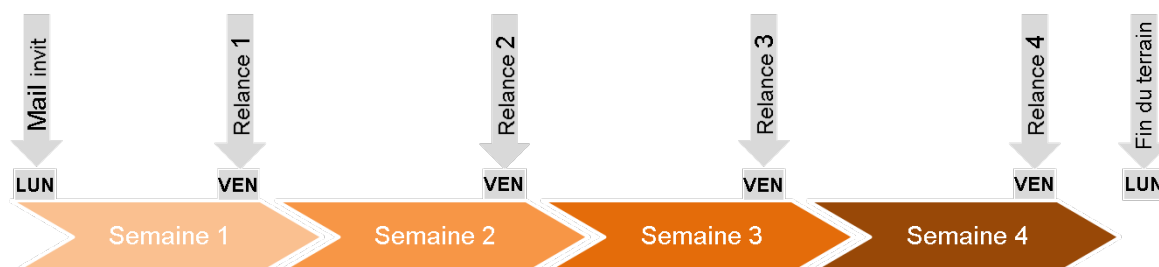 Mail invit
Relance 1
Relance 2
Relance 3
Relance 4
Fin du terrain
LUN
VEN
VEN
VEN
VEN
LUN
Semaine 1
Semaine 2
Semaine 3
Semaine 4